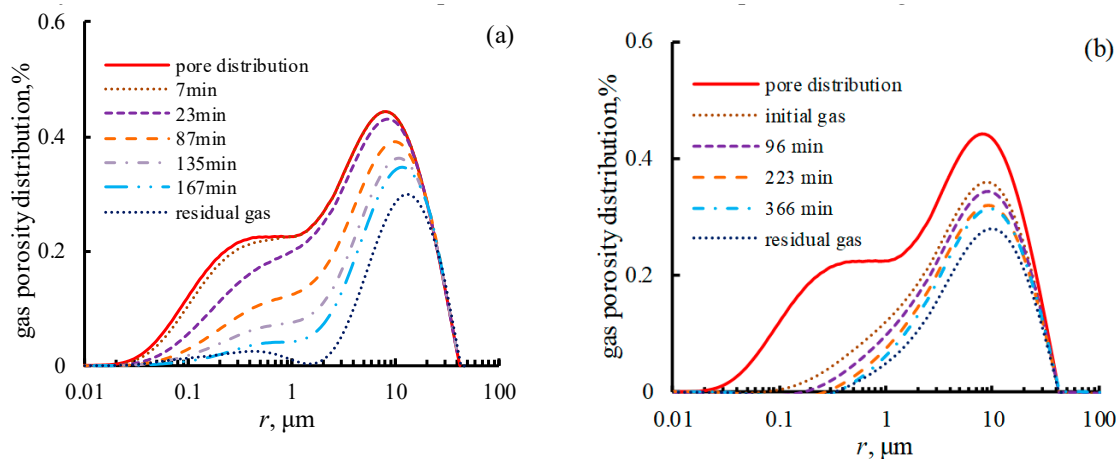 (a)
gas porosity distribution,%
0.6
0.4
0.2
0
pore distribution
7min
23min
87min
135min
167min
residual gas
0.01
0.1
1
10
100
r, μm
(b)
gas porosity distribution,%
0.6
0.4
0.2
0
pore distribution
initial gas
96 min
223 min
366 min
residual gas
0.01
0.1
1
10
100
r, μm